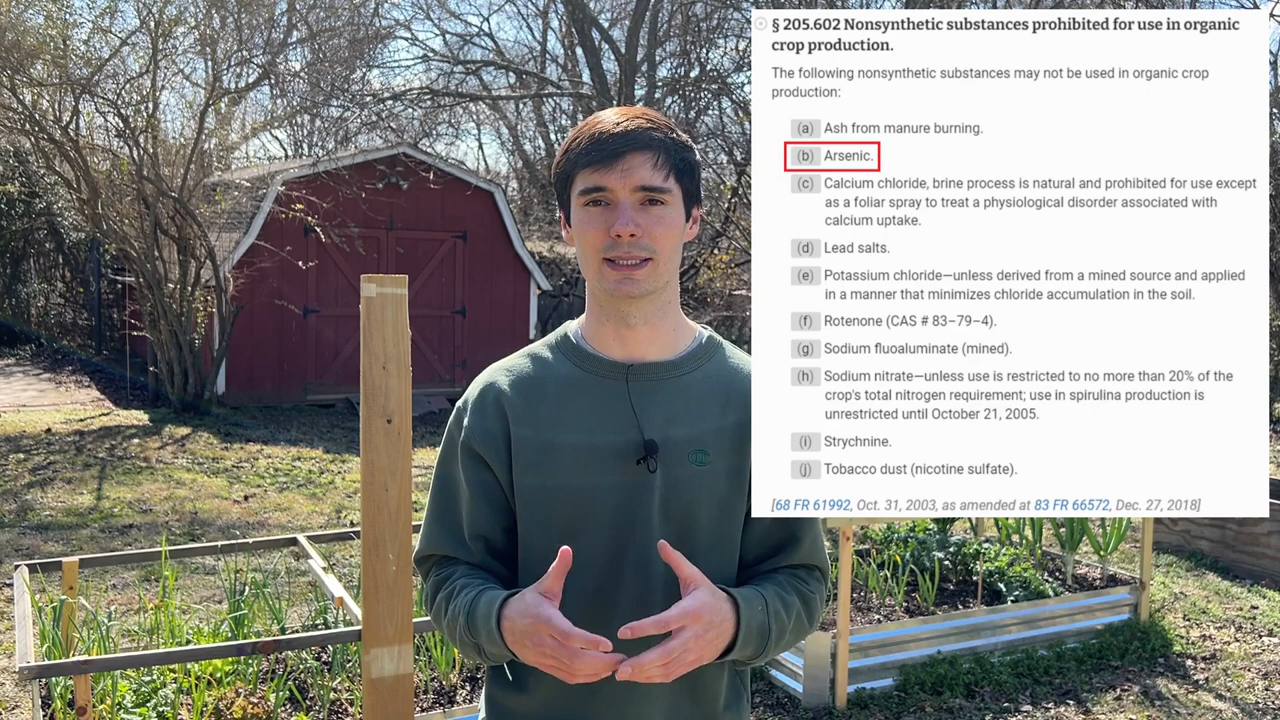 § 205.602 Nonsynthetic substances prohibited for use in organic
crop production.
The following nonsynthetic substances may not be used in organic crop
production:
(a) Ash from manure burning.
(b) Arsenic.
(c) Calcium chloride, brine process is natural and prohibited for use except
as a foliar spray to treat a physiological disorder associated with
calcium uptake.
(d) Lead salts.
(e) Potassium chloride—unless derived from a mined source and applied
in a manner that minimizes chloride accumulation in the soil.
(f) Rotenone (CAS # 83–79–4).
(g) Sodium fluoaluminate (mined).
(h) Sodium nitrate—unless use is restricted to no more than 20% of the
crop's total nitrogen requirement; use in spirulina production is
unrestricted until October 21, 2005.
(i) Strychnine.
(j) Tobacco dust (nicotine sulfate).
[68 FR 61992, Oct. 31, 2003, as amended at 83 FR 66572, Dec. 27, 2018]